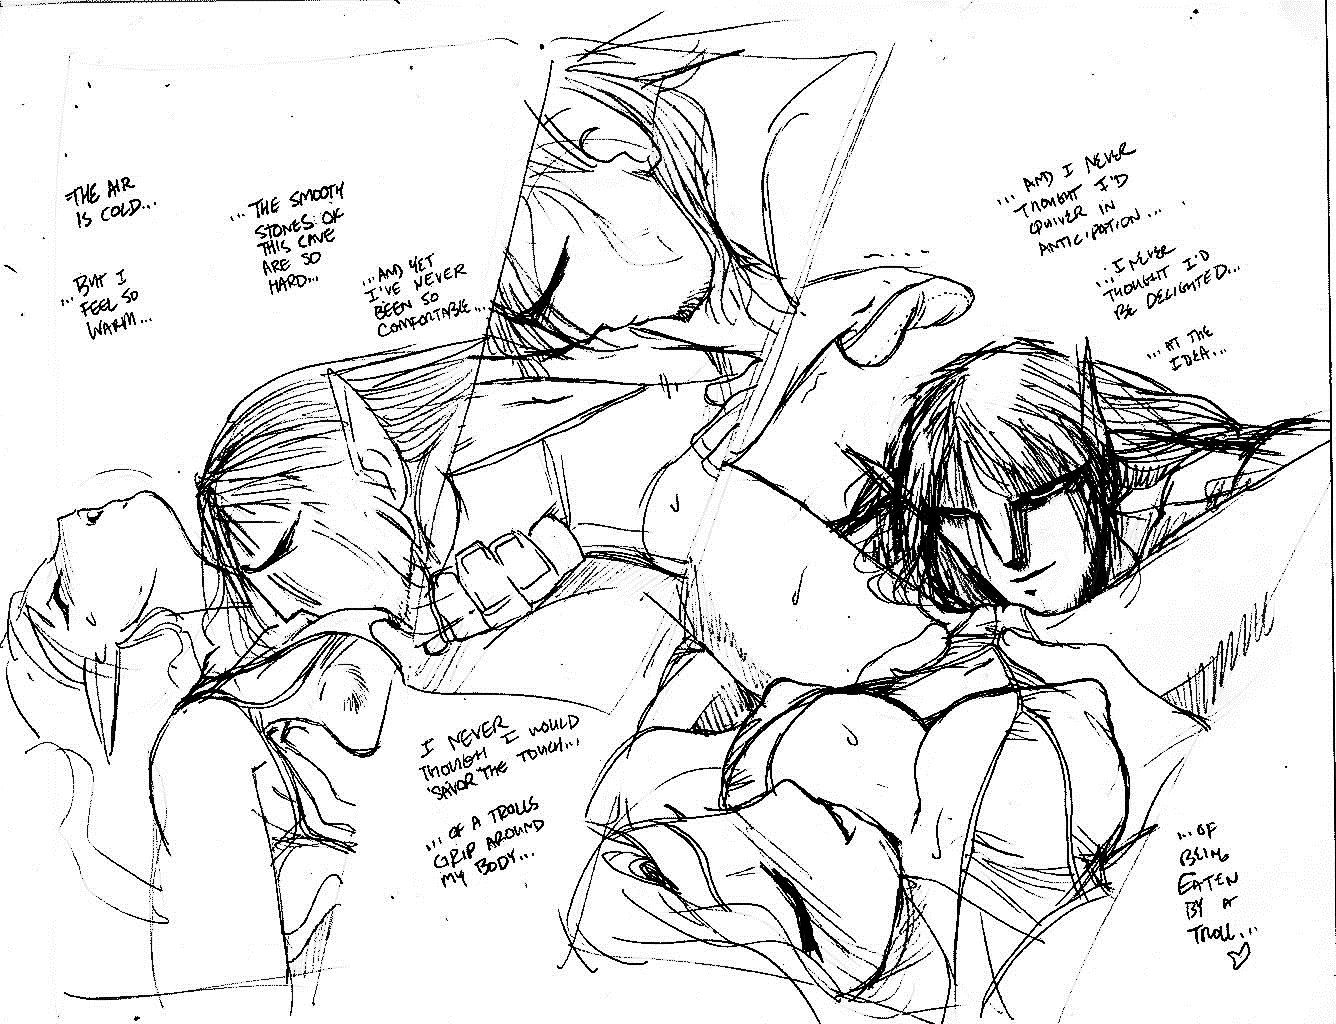 THE AIR
IS COLD...
...BUT I
FEEL SO
WARM...
...THE SMOOTH
STONES OF
THIS CAVE
ARE SO
HARD...
...AND YET
I'VE NEVER
BEEN SO
COMFORTABLE...
I NEVER
THOUGH I WOULD
SAVOR THE TOUCH...
...OF A TROLLS
GRIP AROUND
MY BODY...
...AND I NEVER
THOUGHT I'D
QUIVER IN
ANTICIPATION...
...I NEVER
THOUGHT I'D
BE DELIGHTED...
...AT THE
IDEA...
...OF
BEING
EATEN
BY A
TROLL...
♡